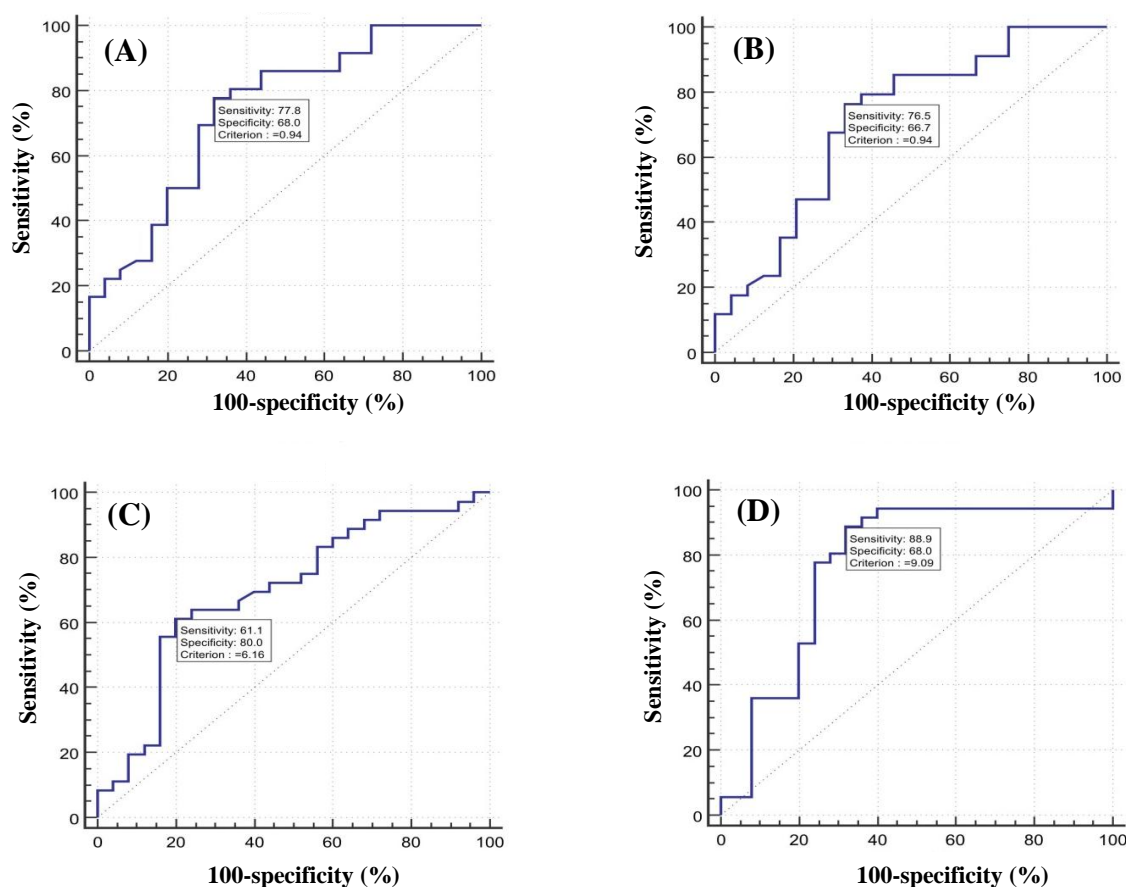 (A)
Sensitivity (%)
100
80
60
40
20
0
Sensitivity: 77.8
Specificity: 68.0
Criterion : =0.94
0 20 40 60 80 100
100-specificity (%)
(B)
Sensitivity (%)
100
80
60
40
20
0
Sensitivity: 76.5
Specificity: 66.7
Criterion : =0.94
0 20 40 60 80 100
100-specificity (%)
(C)
Sensitivity (%)
100
80
60
40
20
0
Sensitivity: 61.1
Specificity: 80.0
Criterion : =6.16
0 20 40 60 80 100
100-specificity (%)
(D)
Sensitivity (%)
100
80
60
40
20
0
Sensitivity: 88.9
Specificity: 68.0
Criterion : =9.09
0 20 40 60 80 100
100-specificity (%)